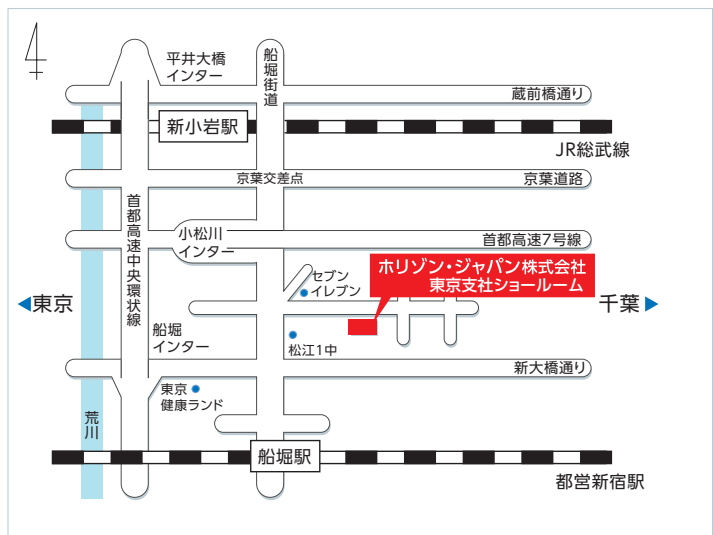 平井大橋
インター
船堀街道
蔵前橋通り
新小岩駅
JR総武線
京葉交差点
京葉道路
首都高速中央環状線
小松川
インター
首都高速7号線
セブン
イレブン
ホリゾン・ジャパン株式会社
東京支社ショールーム
東京
千葉
船堀
インター
松江1中
新大橋通り
東京
健康ランド
荒川
船堀駅
都営新宿駅